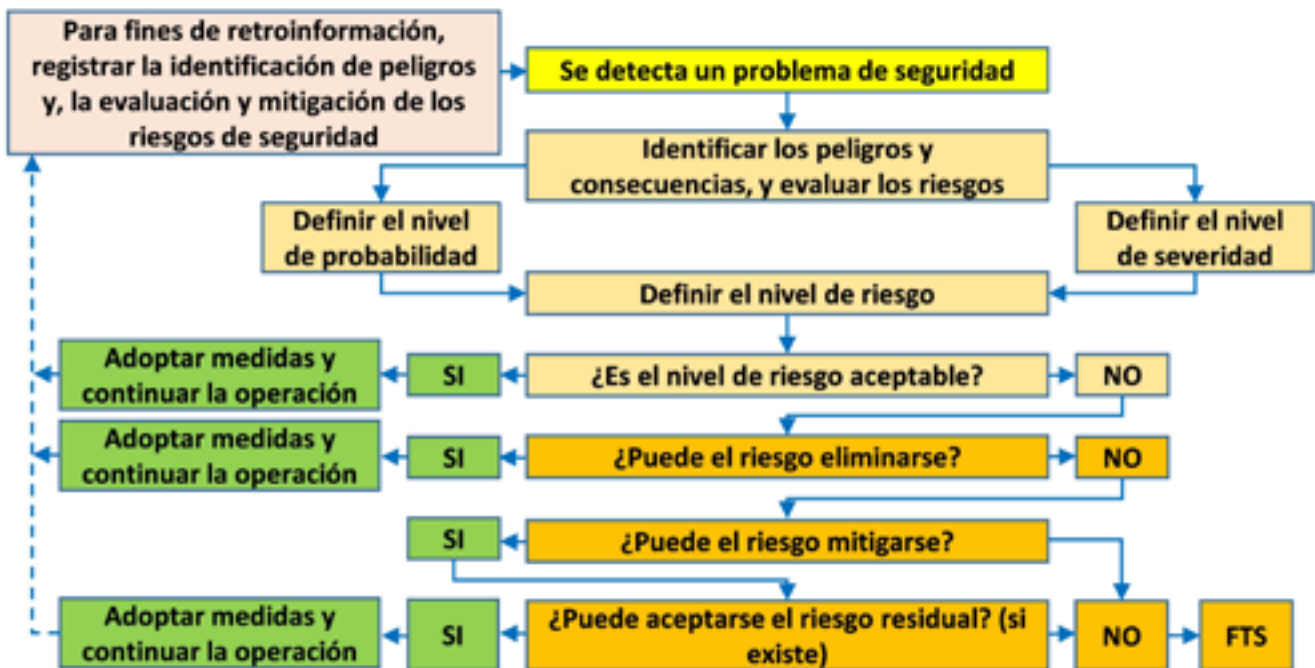 Para fines de retroinformación,
registrar la identificación de peligros
y, la evaluación y mitigación de los
riesgos de seguridad
Se detecta un problema de seguridad
Identificar los peligros y
consecuencias, y evaluar los riesgos
Definir el nivel
de probabilidad
Definir el nivel
de severidad
Definir el nivel de riesgo
Adoptar medidas y
continuar la operación
SI
¿Es el nivel de riesgo aceptable?
NO
Adoptar medidas y
continuar la operación
SI
¿Puede el riesgo eliminarse?
NO
SI
¿Puede el riesgo mitigarse?
Adoptar medidas y
continuar la operación
SI
¿Puede aceptarse el riesgo residual? (si
existe)
NO
FTS